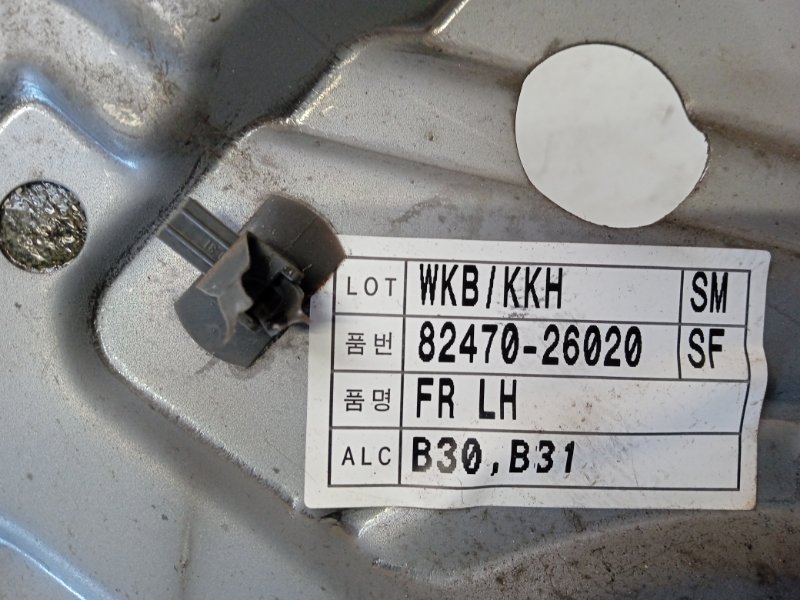 LOT WKB/KKH SM
품번 82470-26020 SF
품명 FR LH
ALC B30,B31